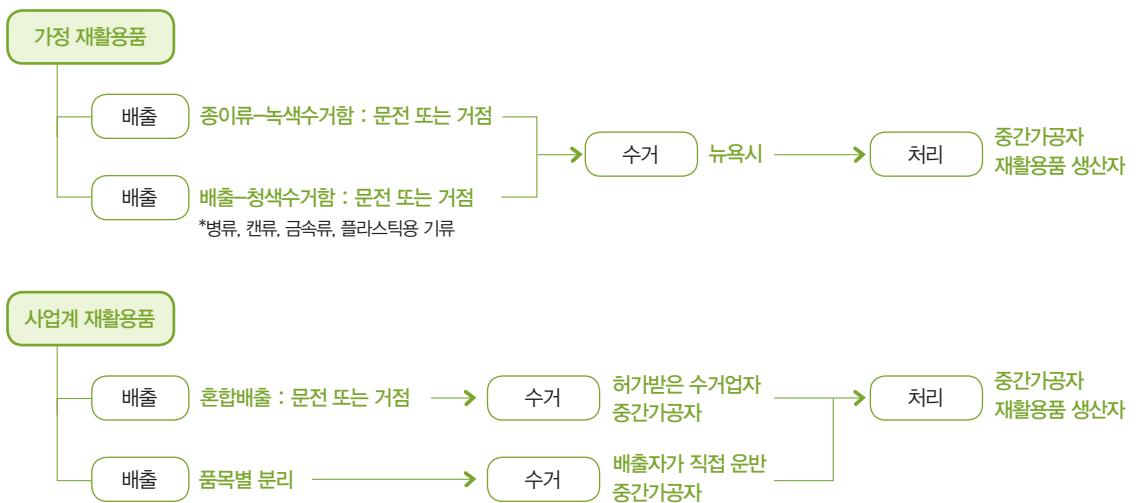 가정 재활용품
배출 종이류-녹색수거함 : 문전 또는 거점
수거 뉴욕시
처리 중간가공자
재활용품 생산자
배출 배출-청색수거함 : 문전 또는 거점
*병류, 캔류, 금속류, 플라스틱용 기류
사업계 재활용품
배출 혼합배출 : 문전 또는 거점
수거 허가받은 수거업자
중간가공자
처리 중간가공자
재활용품 생산자
배출 품목별 분리
수거 배출자가 직접 운반
중간가공자